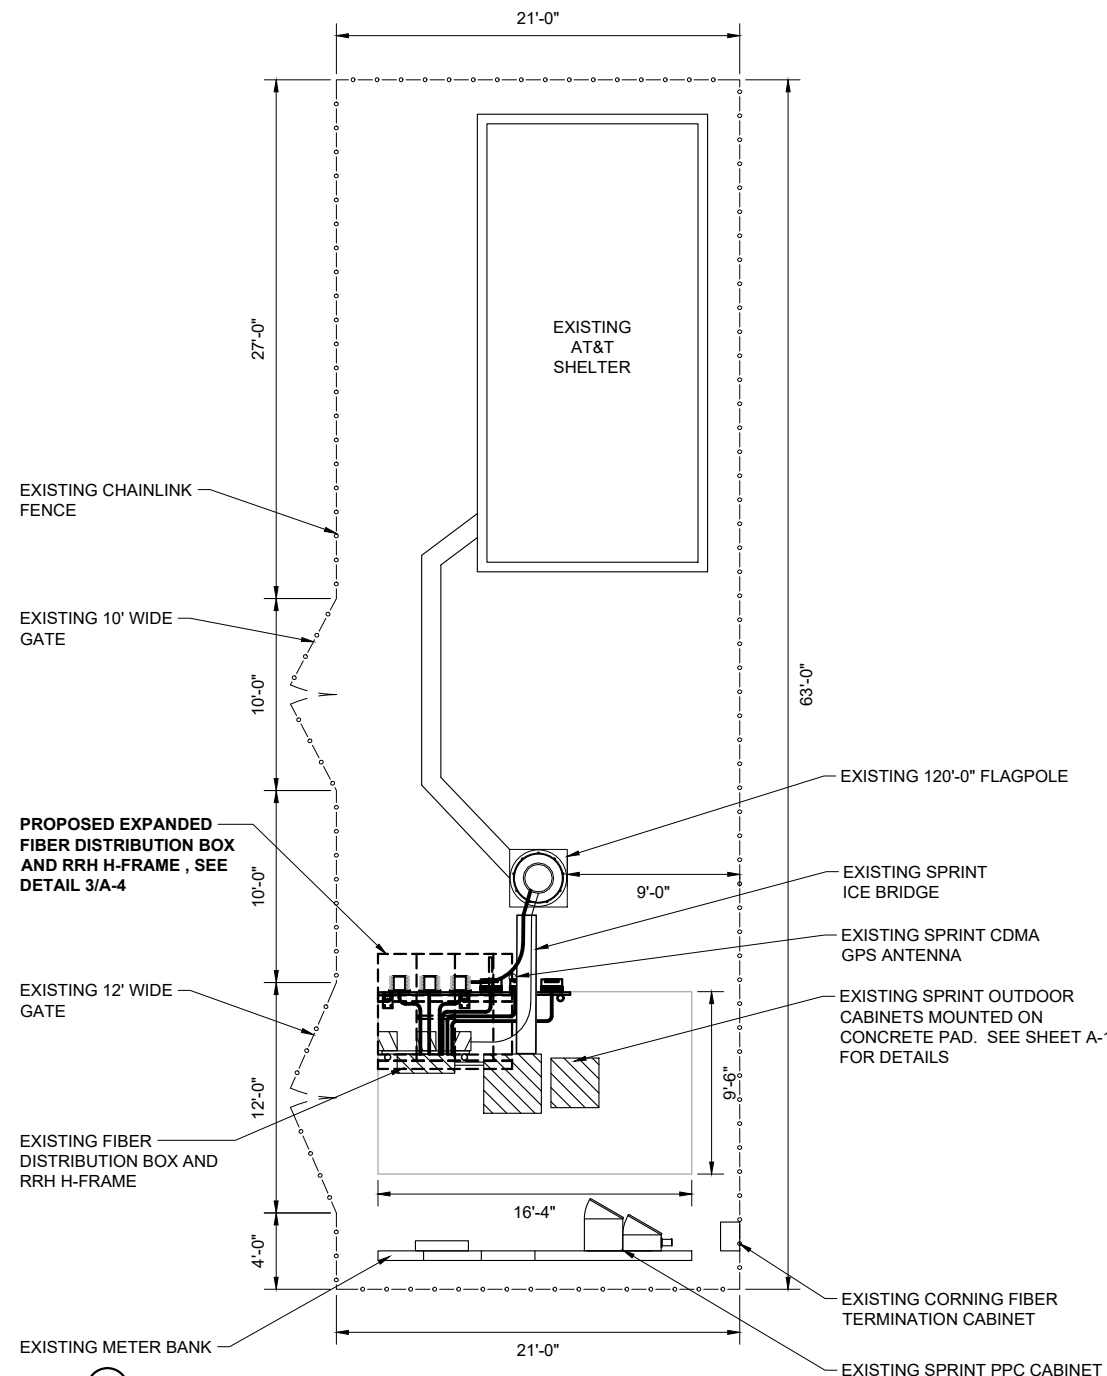 21'-0"
EXISTING
AT&T
SHELTER
27'-0"
EXISTING CHAINLINK
FENCE
EXISTING 10' WIDE
GATE
10'-0"
63'-0"
EXISTING 120'-0" FLAGPOLE
PROPOSED EXPANDED
FIBER DISTRIBUTION BOX
AND RRH H-FRAME , SEE
DETAIL 3/A-4
10'-0"
9'-0"
EXISTING SPRINT
ICE BRIDGE
EXISTING SPRINT CDMA
GPS ANTENNA
EXISTING 12' WIDE
GATE
EXISTING SPRINT OUTDOOR
CABINETS MOUNTED ON
CONCRETE PAD. SEE SHEET A-1
FOR DETAILS
12'-0"
9'-6"
EXISTING FIBER
DISTRIBUTION BOX AND
RRH H-FRAME
16'-4"
4'-0"
EXISTING CORNING FIBER
TERMINATION CABINET
EXISTING METER BANK
21'-0"
EXISTING SPRINT PPC CABINET